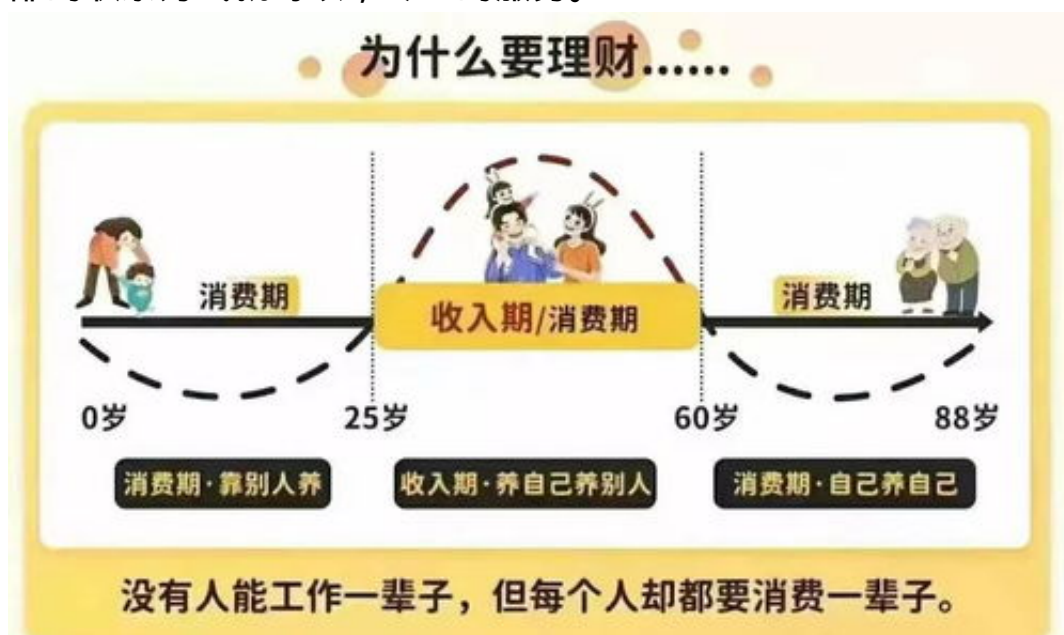 为什么要理财......
消费期
收入期/消费期
消费期
0岁
25岁
60岁
88岁
消费期·靠别人养
收入期·养自己养别人
消费期·自己养自己
没有人能工作一辈子，但每个人却都要消费一辈子。